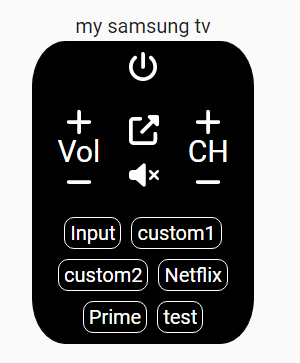 my samsung tv
+ +
Vol CH
− −
Input custom1
custom2 Netflix
Prime test